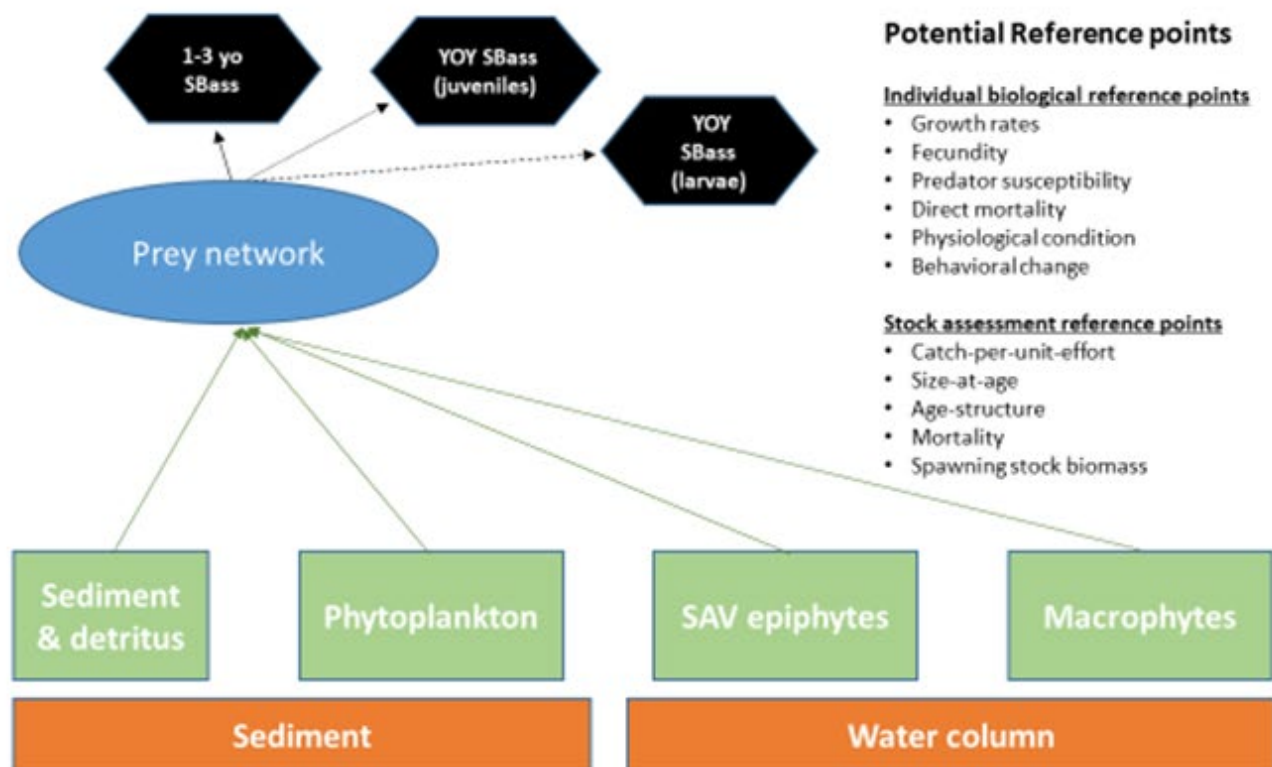 1-3 yo
SBass
YOY SBass
(juveniles)
YOY
SBass
(larvae)
Prey network
Potential Reference points
Individual biological reference points
• Growth rates
• Fecundity
• Predator susceptibility
• Direct mortality
• Physiological condition
• Behavioral change
Stock assessment reference points
• Catch-per-unit-effort
• Size-at-age
• Age-structure
• Mortality
• Spawning stock biomass
Sediment
& detritus
Phytoplankton
SAV epiphytes
Macrophytes
Sediment
Water column